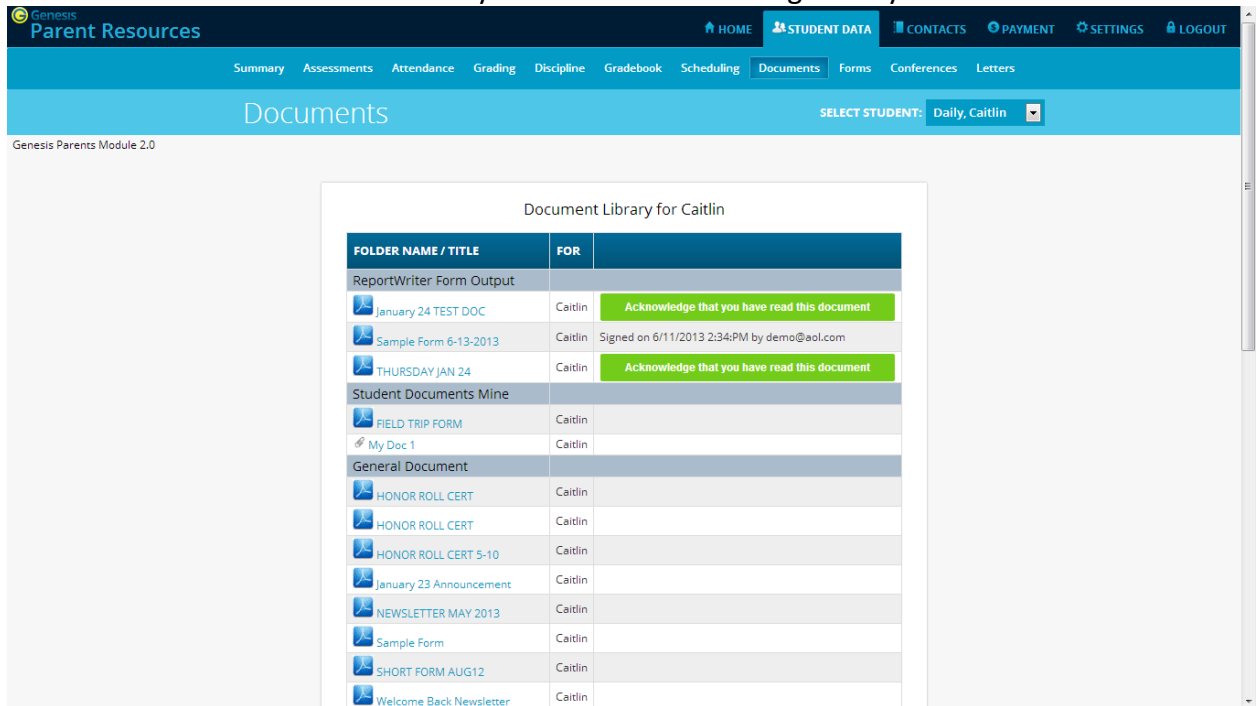 Genesis
Parent Resources
HOME STUDENT DATA CONTACTS PAYMENT SETTINGS LOGOUT
Summary Assessments Attendance Grading Discipline Gradebook Scheduling Documents Forms Conferences Letters
Documents
SELECT STUDENT: Daily, Caitlin
Genesis Parents Module 2.0
Document Library for Caitlin
FOLDER NAME / TITLE FOR
ReportWriter Form Output
January 24 TEST DOC Caitlin Acknowledge that you have read this document
Sample Form 6-13-2013 Caitlin Signed on 6/11/2013 2:34:PM by demo@aol.com
THURSDAY JAN 24 Caitlin Acknowledge that you have read this document
Student Documents Mine
FIELD TRIP FORM Caitlin
My Doc 1 Caitlin
General Document
HONOR ROLL CERT Caitlin
HONOR ROLL CERT Caitlin
HONOR ROLL CERT 5-10 Caitlin
January 23 Announcement Caitlin
NEWSLETTER MAY 2013 Caitlin
Sample Form Caitlin
SHORT FORM AUG12 Caitlin
Welcome Back Newsletter Caitlin